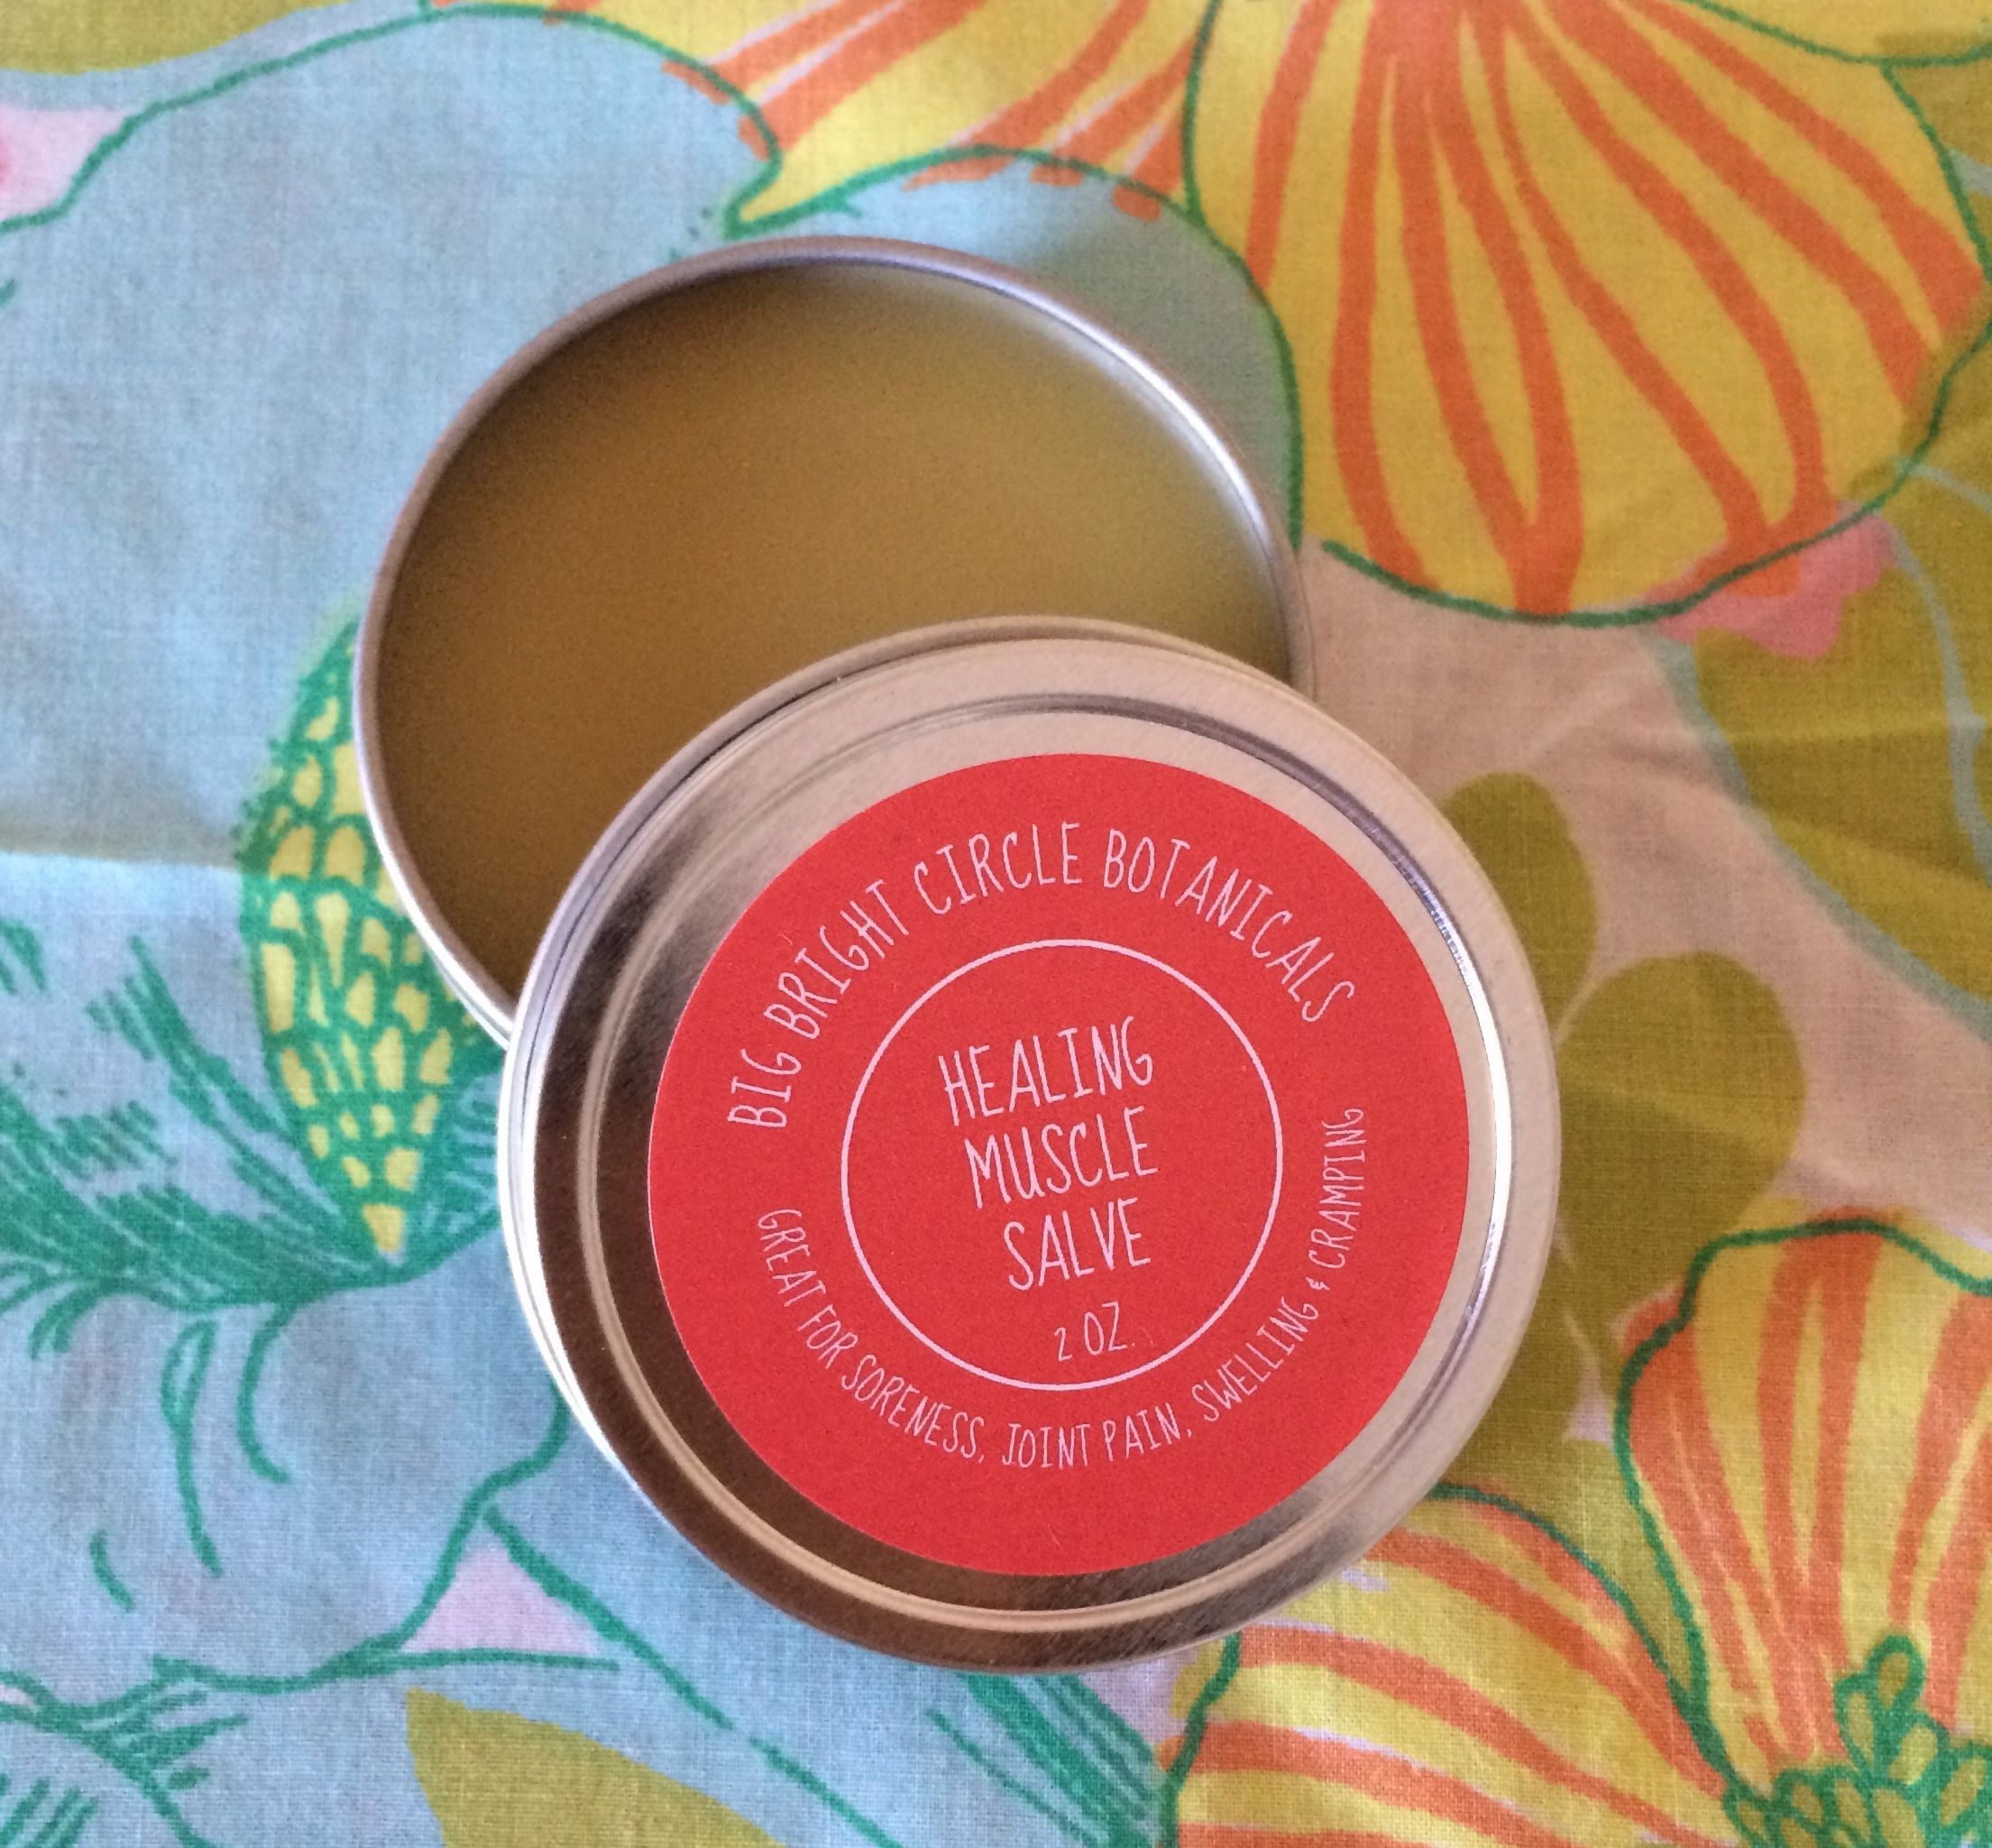 BIG BRIGHT CIRCLE BOTANICALS
HEALING
MUSCLE
SALVE
2 OZ.
GREAT FOR SORENESS, JOINT PAIN, SWELLING & CRAMPING